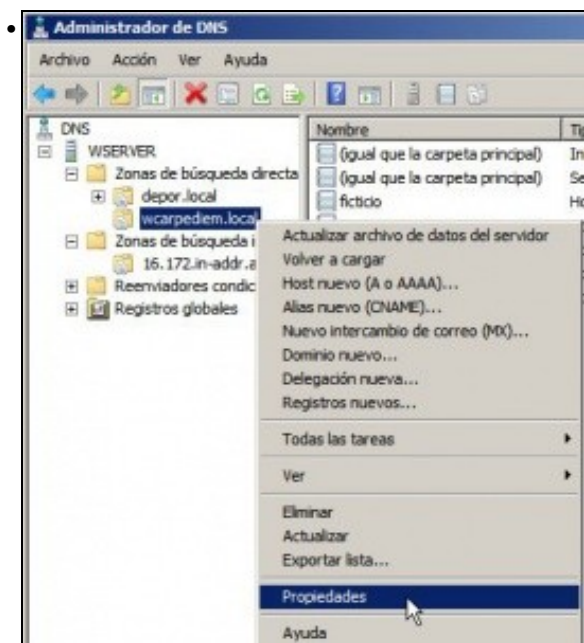 Administrador de DNS
Archivo Acción Ver Ayuda
DNS
WSERVER
Zonas de búsqueda directa
depor.local
wcarpediem.local
Zonas de búsqueda i
16.172.in-addr.a
Reenviadores condic
Registros globales
Nombre
(igual que la carpeta principal) In
(igual que la carpeta principal) Se
ficticio Ho
Actualizar archivo de datos del servidor
Volver a cargar
Host nuevo (A o AAAA)...
Alias nuevo (CNAME)...
Nuevo intercambio de correo (MX)...
Dominio nuevo...
Delegación nueva...
Registros nuevos...
Todas las tareas
Ver
Eliminar
Actualizar
Exportar lista...
Propiedades
Ayuda